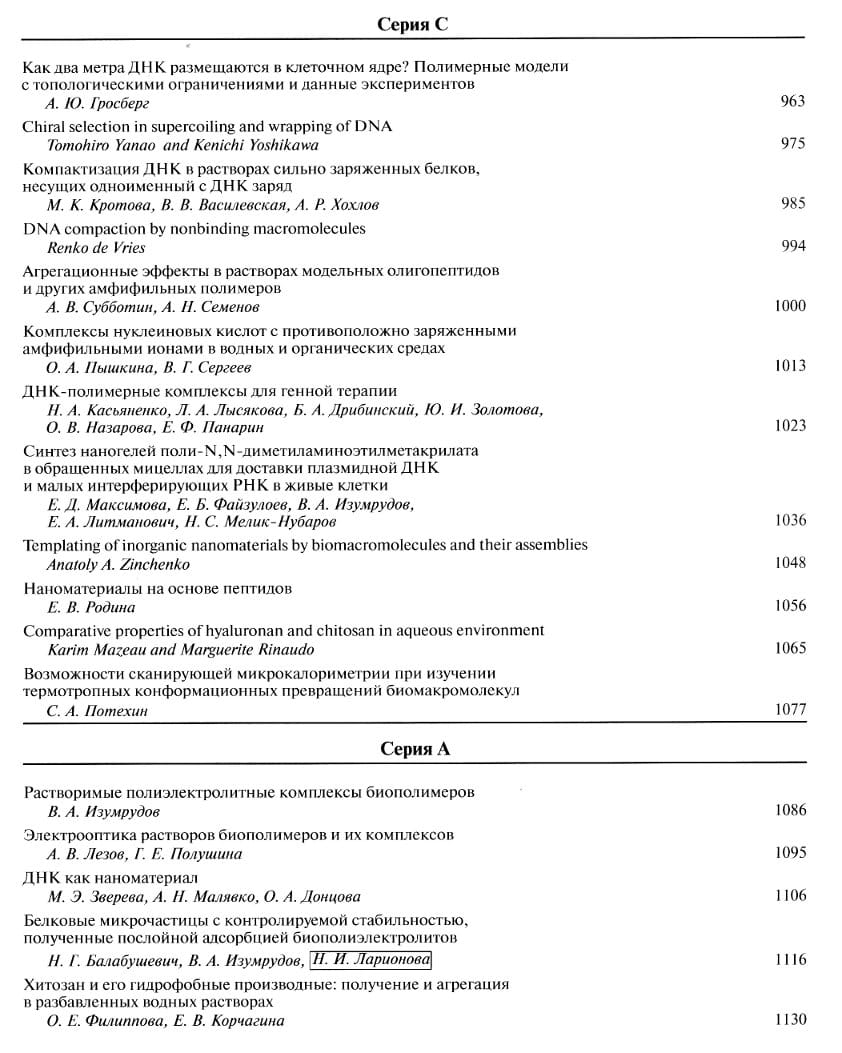 Серия С
Как два метра ДНК размещаются в клеточном ядре? Полимерные модели
с топологическими ограничениями и данные экспериментов
А. Ю. Гросберг 963
Chiral selection in supercoiling and wrapping of DNA
Tomohiro Yanao and Kenichi Yoshikawa 975
Компактизация ДНК в растворах сильно заряженных белков,
несущих одноименный с ДНК заряд
М. К. Кротова, В. В. Василевская, А. Р. Хохлов 985
DNA compaction by nonbinding macromolecules
Renko de Vries 994
Агрегационные эффекты в растворах модельных олигопептидов
и других амфифильных полимеров
А. В. Субботин, А. Н. Семенов 1000
Комплексы нуклеиновых кислот с противоположно заряженными
амфифильными ионами в водных и органических средах
О. А. Пышкина, В. Г. Сергеев 1013
ДНК-полимерные комплексы для генной терапии
Н. А. Касьяненко, Л. А. Лысякова, Б. А. Дрибинский, Ю. И. Золотова,
О. В. Назарова, Е. Ф. Панарин 1023
Синтез наногелей поли-N,N-диметиламиноэтилметакрилата
в обращенных мицеллах для доставки плазмидной ДНК
и малых интерферирующих РНК в живые клетки
Е. Д. Максимова, Е. Б. Файзулоев, В. А. Изумрудов,
Е. А. Литманович, Н. С. Мелик-Нубаров 1036
Templating of inorganic nanomaterials by biomacromolecules and their assemblies
Anatoly A. Zinchenko 1048
Наноматериалы на основе пептидов
Е. В. Родина 1056
Comparative properties of hyaluronan and chitosan in aqueous environment
Karim Mazeau and Marguerite Rinaudo 1065
Возможности сканирующей микрокалориметрии при изучении
термотропных конформационных превращений биомакромолекул
С. А. Потехин 1077
Серия А
Растворимые полиэлектролитные комплексы биополимеров
В. А. Изумрудов 1086
Электрооптика растворов биополимеров и их комплексов
А. В. Лезов, Г. Е. Полушина 1095
ДНК как наноматериал
М. Э. Зверева, А. Н. Малявко, О. А. Донцова 1106
Белковые микрочастицы с контролируемой стабильностью,
полученные послойной адсорбцией биополиэлектролитов
Н. Г. Балабушевич, В. А. Изумрудов, Н. И. Ларионова 1116
Хитозан и его гидрофобные производные: получение и агрегация
в разбавленных водных растворах
О. Е. Филиппова, Е. В. Корчагина 1130